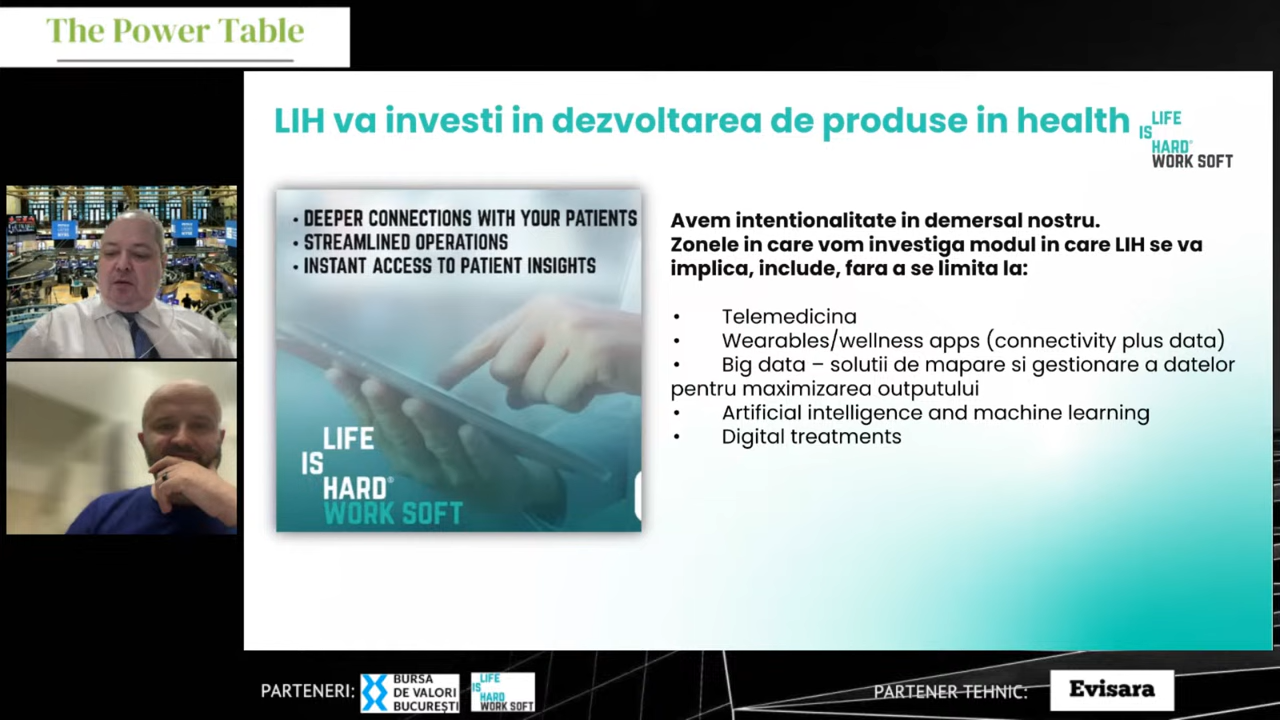 The Power Table
LIH va investi in dezvoltarea de produse in health
LIFE
IS
HARD®
WORK SOFT
• DEEPER CONNECTIONS WITH YOUR PATIENTS
• STREAMLINED OPERATIONS
• INSTANT ACCESS TO PATIENT INSIGHTS
LIFE
IS
HARD®
WORK SOFT
Avem intentionalitate in demersal nostru.
Zonele in care vom investiga modul in care LIH se va
implica, include, fara a se limita la:
• Telemedicina
• Wearables/wellness apps (connectivity plus data)
• Big data – solutii de mapare si gestionare a datelor
pentru maximizarea outputului
• Artificial intelligence and machine learning
• Digital treatments
PARTENERI:
BURSA
DE VALORI
BUCUREȘTI
LIFE
IS
HARD
WORK SOFT
PARTENER TEHNIC:
Evisara